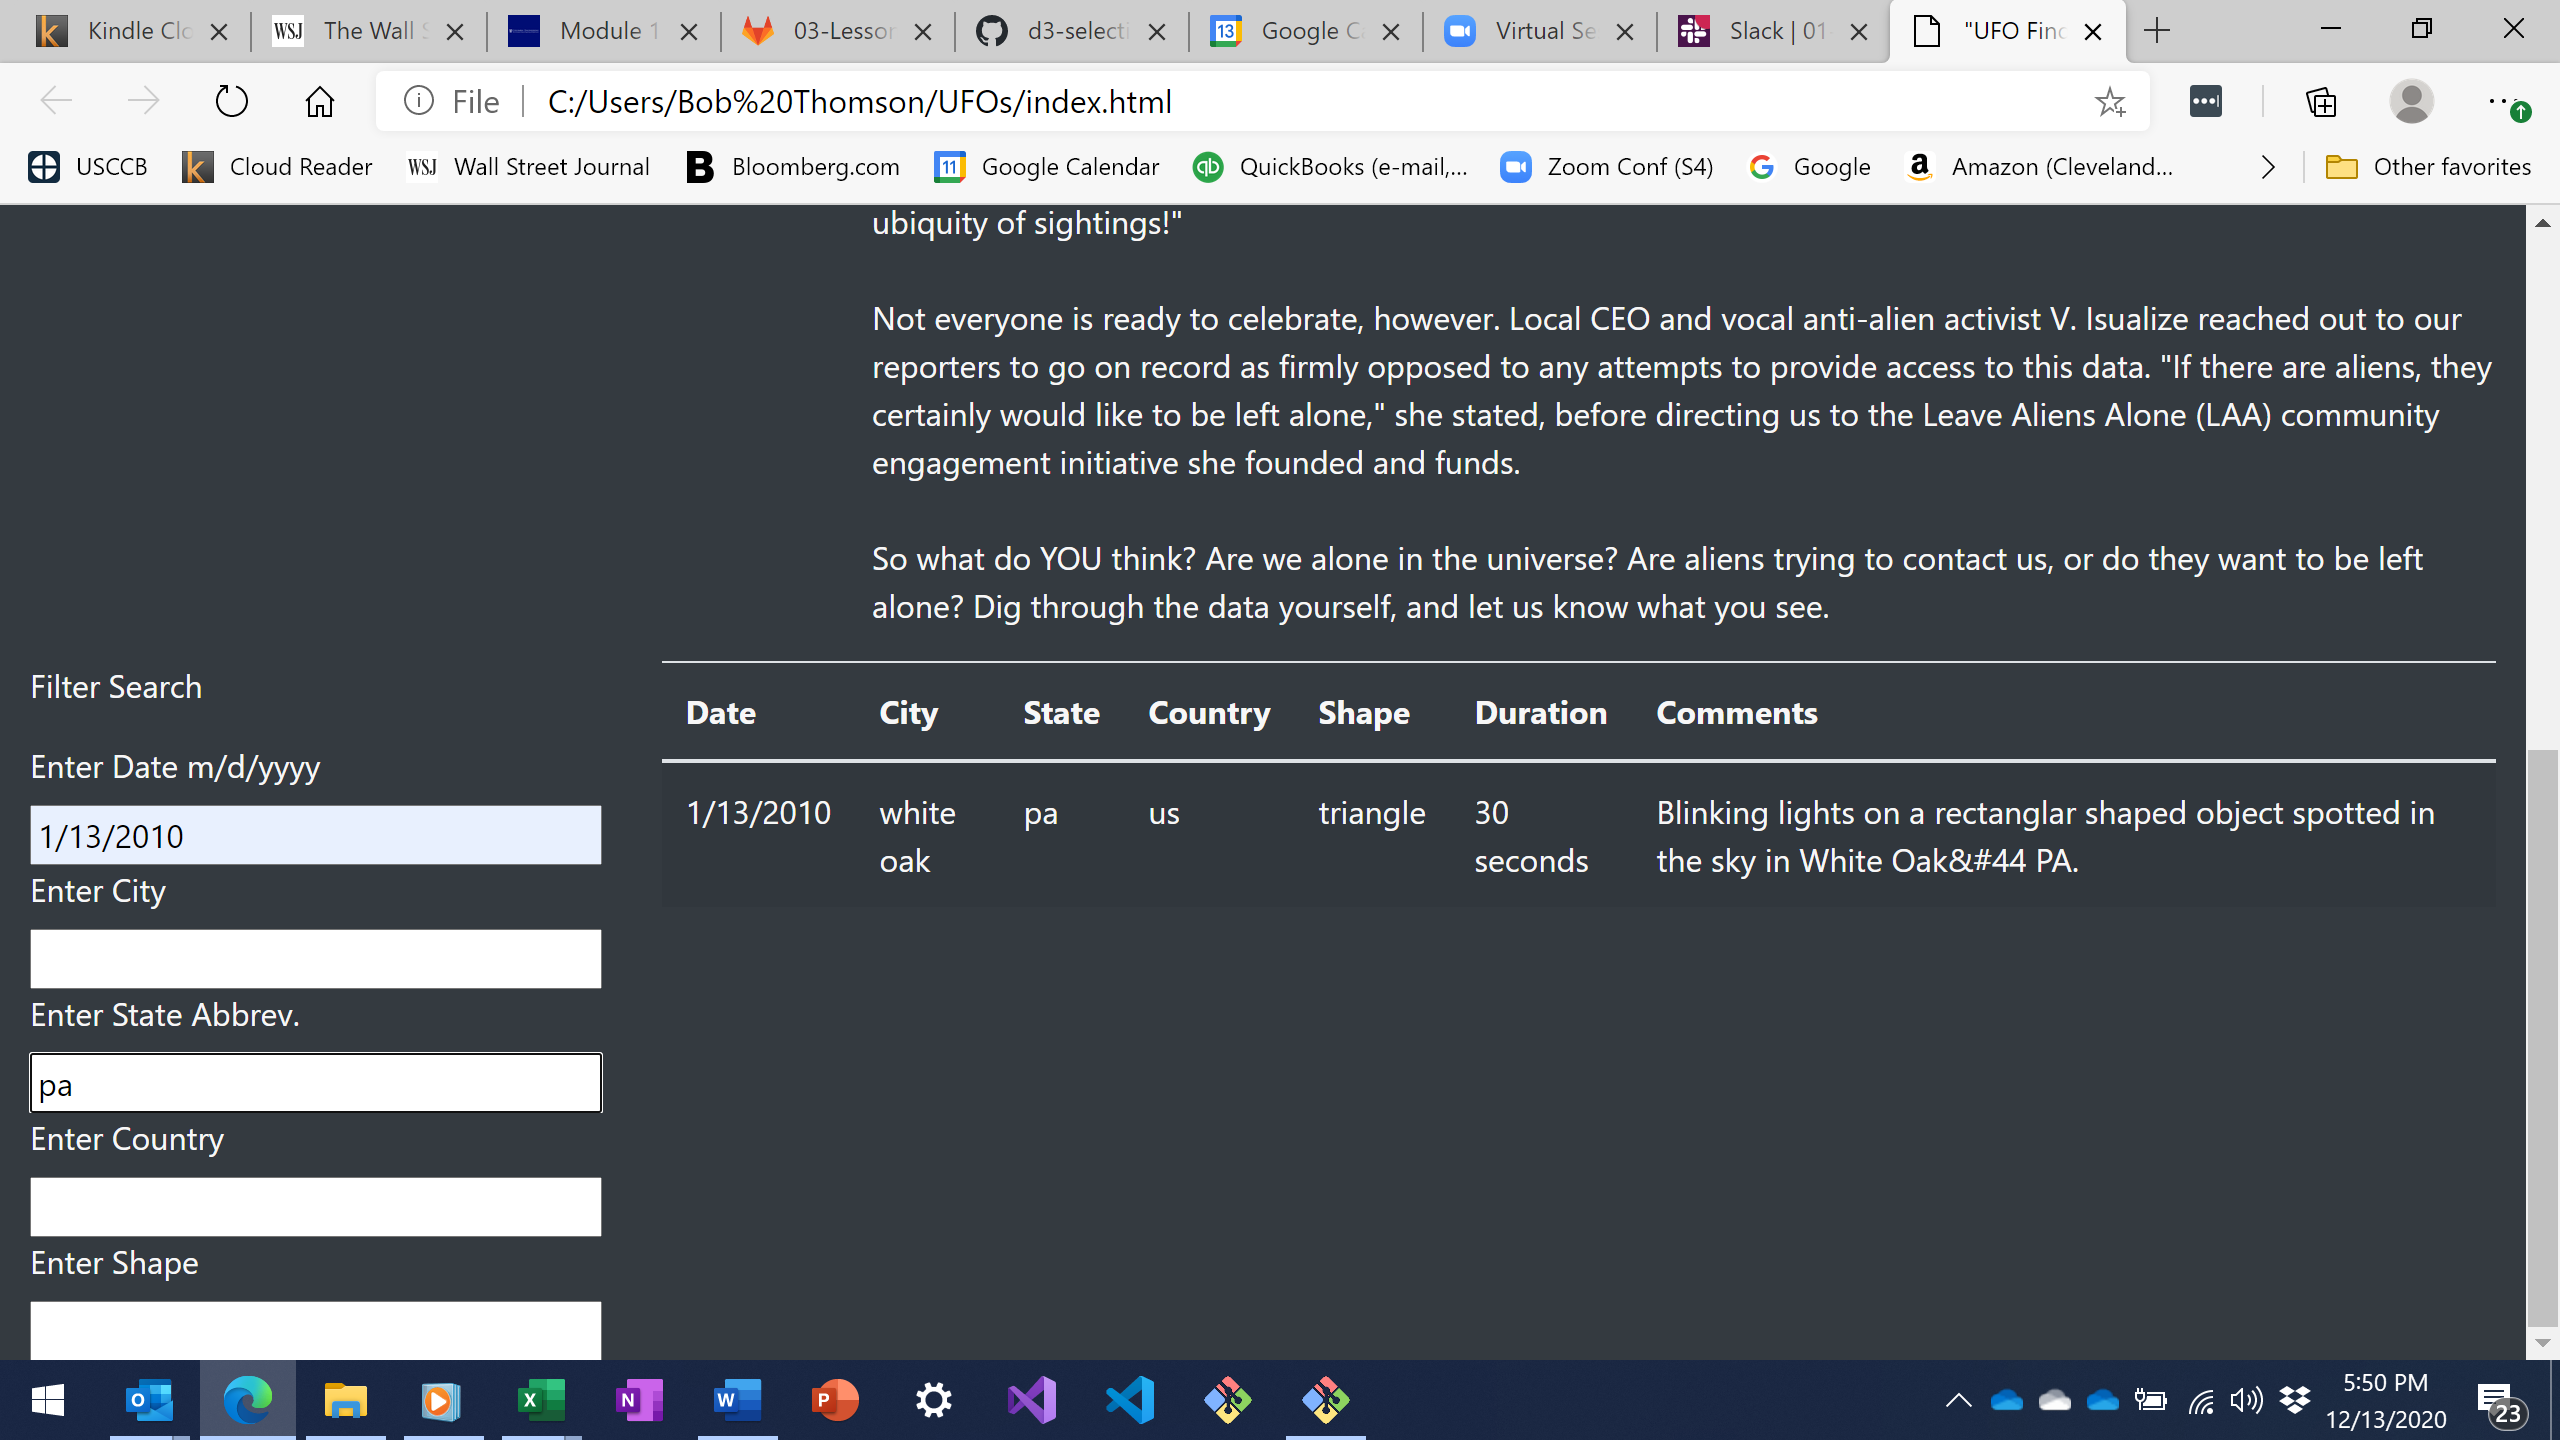 Kindle Clo
The Wall S
Module 1
03-Lesson
d3-selecti
Google Ca
Virtual Se
Slack | 01-
"UFO Find
File | C:/Users/Bob%20Thomson/UFOs/index.html
USCCB
Cloud Reader
WSJ Wall Street Journal
Bloomberg.com
Google Calendar
QuickBooks (e-mail,...
Zoom Conf (S4)
Google
Amazon (Cleveland...
Other favorites
ubiquity of sightings!"
Not everyone is ready to celebrate, however. Local CEO and vocal anti-alien activist V. Isualize reached out to our
reporters to go on record as firmly opposed to any attempts to provide access to this data. "If there are aliens, they
certainly would like to be left alone," she stated, before directing us to the Leave Aliens Alone (LAA) community
engagement initiative she founded and funds.
So what do YOU think? Are we alone in the universe? Are aliens trying to contact us, or do they want to be left
alone? Dig through the data yourself, and let us know what you see.
Filter Search
Enter Date m/d/yyyy
1/13/2010
Enter City
Enter State Abbrev.
pa
Enter Country
Enter Shape
Date City State Country Shape Duration Comments
1/13/2010 white pa us triangle 30 Blinking lights on a rectanglar shaped object spotted in
oak seconds the sky in White Oak&#44 PA.
5:50 PM
12/13/2020
23